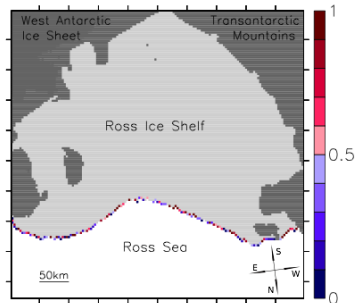 West Antarctic Transantarctic
Ice Sheet Mountains
Ross Ice Shelf
Ross Sea
50km
S
E W
N
1
0.5
0